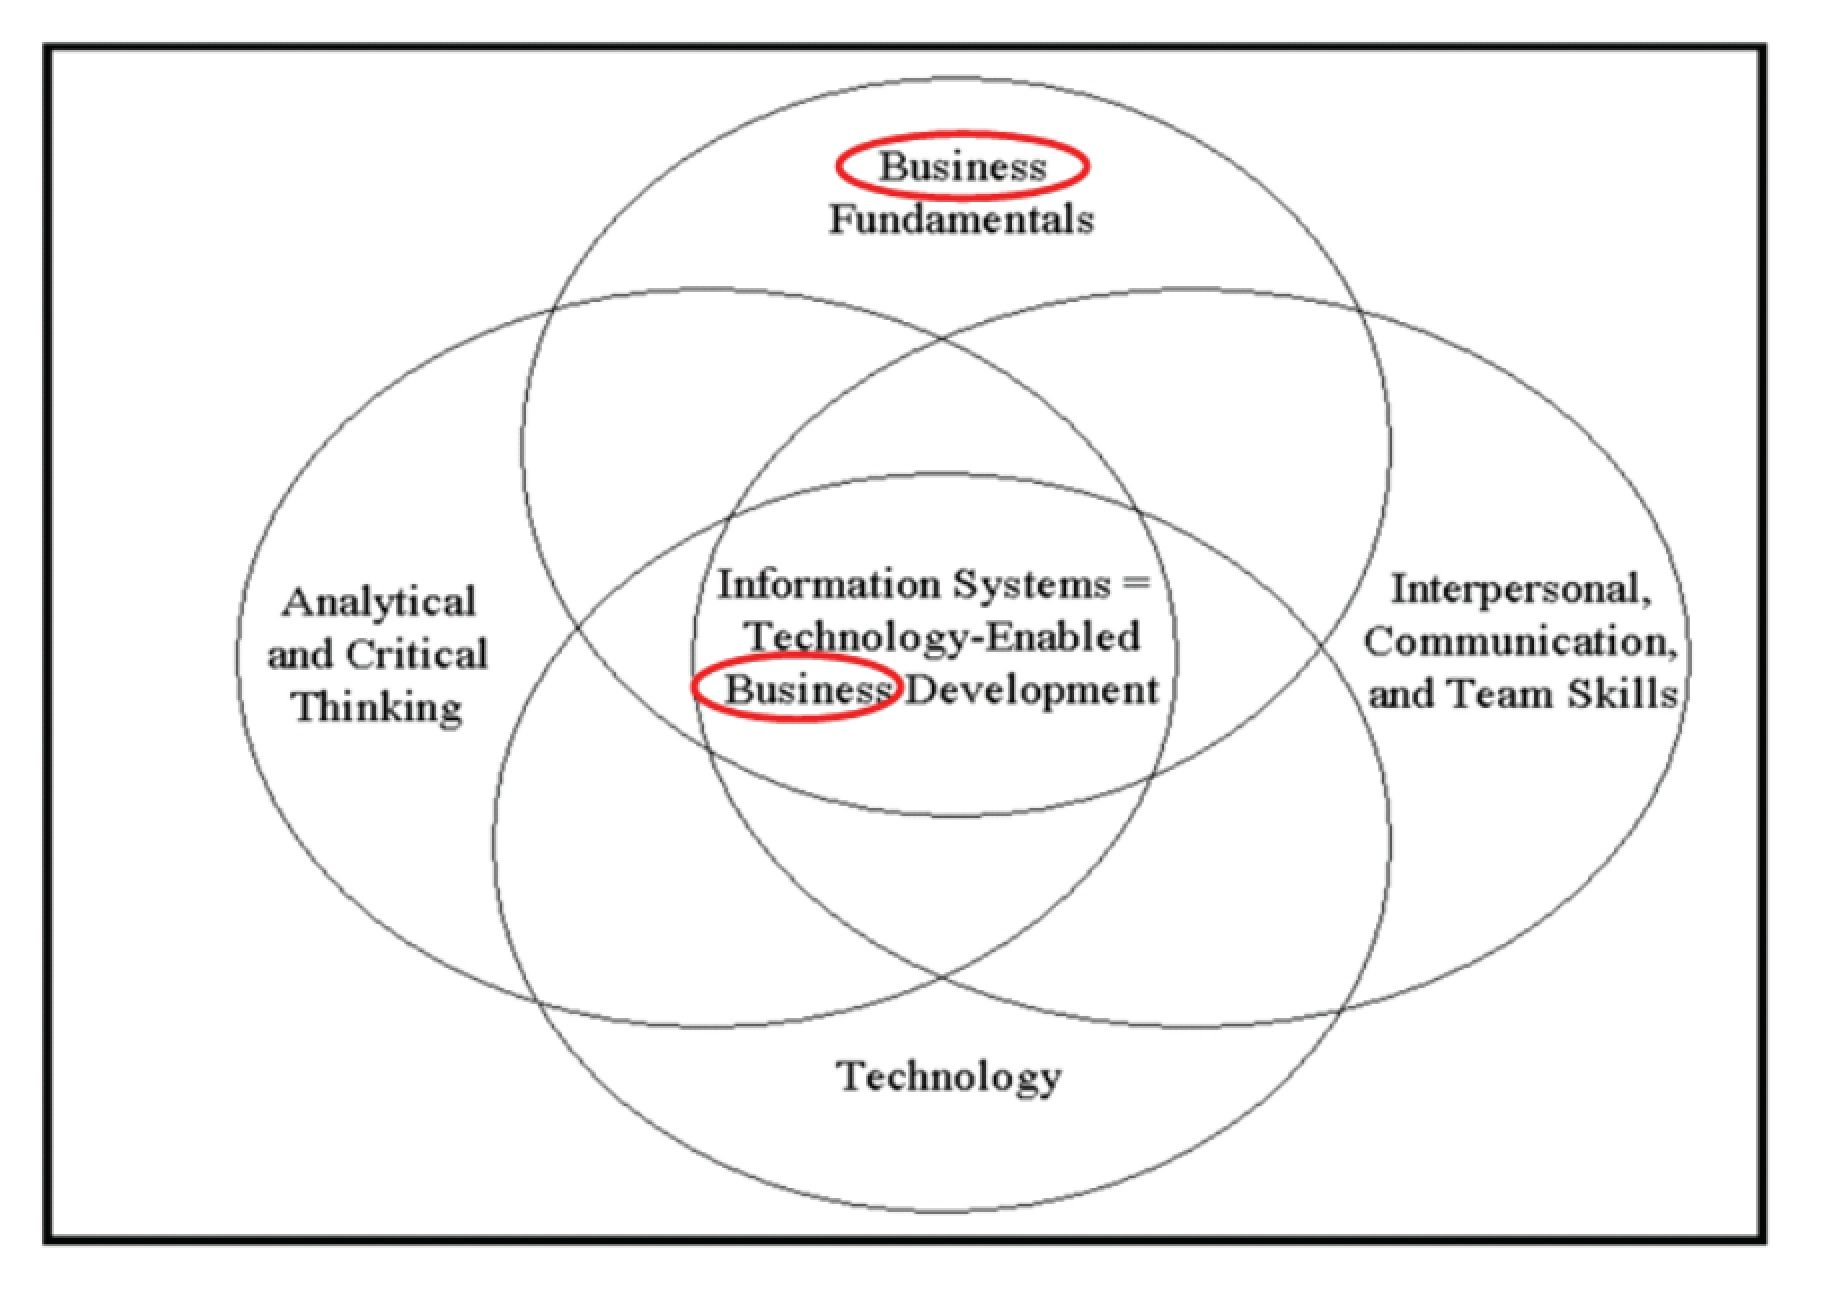 Business
Fundamentals
Analytical
and Critical
Thinking
Information Systems =
Technology-Enabled
Business Development
Interpersonal,
Communication,
and Team Skills
Technology